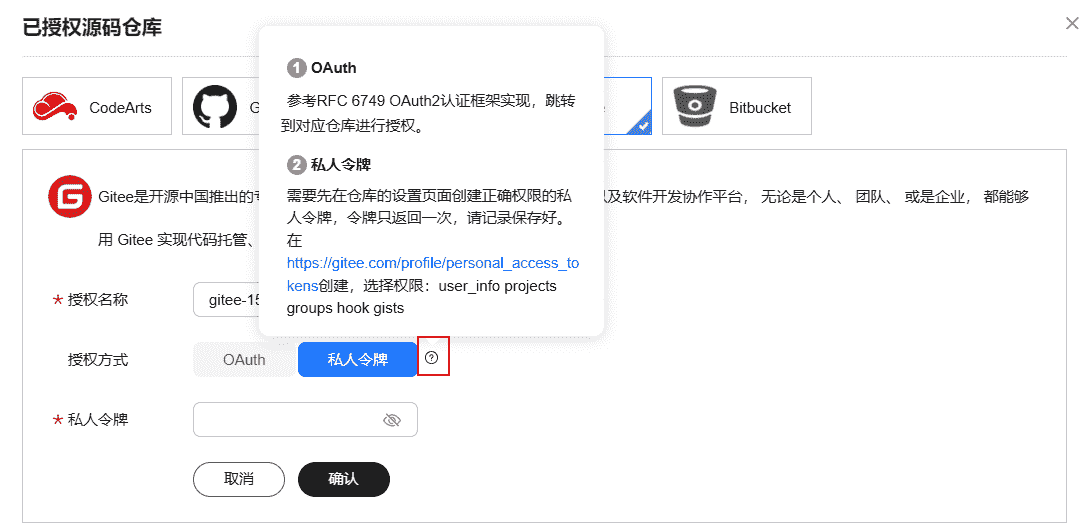 已授权源码仓库
CodeArts
G
Bitbucket
1 OAuth
参考RFC 6749 OAuth2认证框架实现，跳转
到对应仓库进行授权。
2 私人令牌
需要先在仓库的设置页面创建正确权限的私
人令牌，令牌只返回一次，请记录保存好。
在
https://gitee.com/profile/personal_access_to
kens创建，选择权限：user_info projects
groups hook gists
Gitee是开源中国推出的 以及软件开发协作平台， 无论是个人、 团队、 或是企业， 都能够
用 Gitee 实现代码托管、
* 授权名称
gitee-15
授权方式
OAuth 私人令牌 ?
* 私人令牌
取消 确认